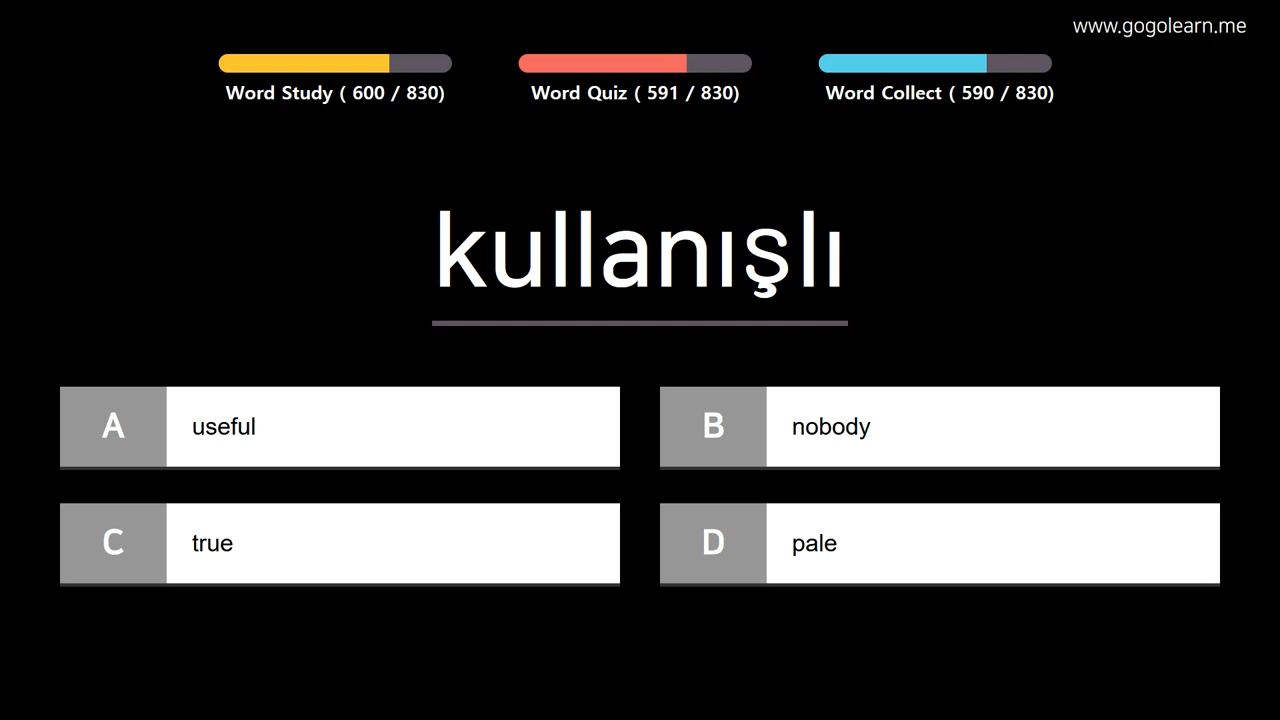 www.gogolearn.me
Word Study ( 600 / 830)
Word Quiz ( 591 / 830)
Word Collect ( 590 / 830)
kullanışlı
A useful
B nobody
C true
D pale